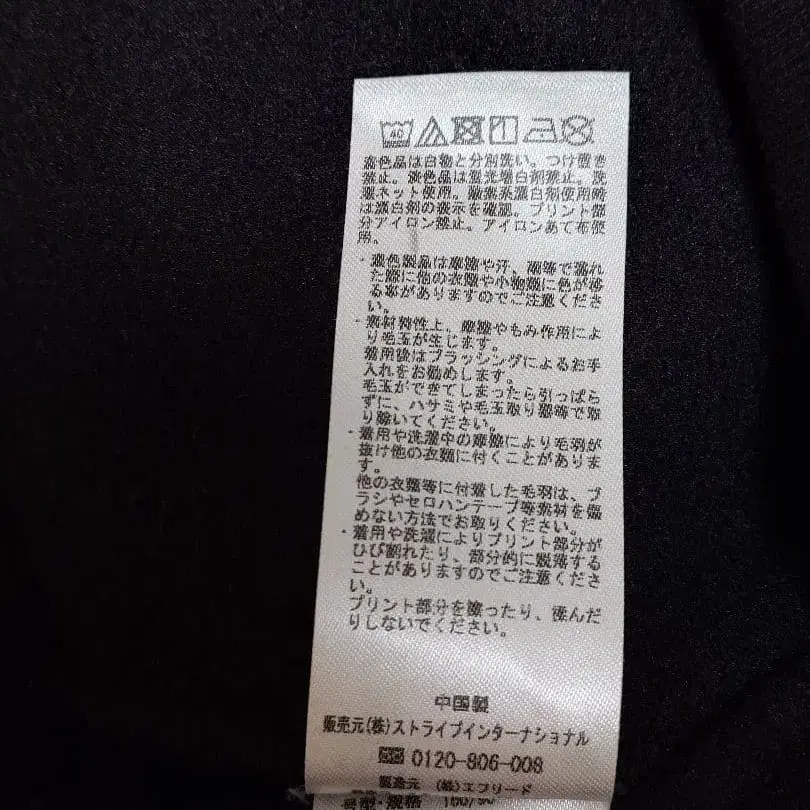 40
濃色品は白物と分別洗い。つけ置き
禁止。淡色品は蛍光増白剤禁止。洗
濯ネット使用。酸素系漂白剤使用時
は漂白剤の表示を確認。プリント部
分アイロン禁止。アイロンあて布使
用。
・濃色製品は摩擦や汗、雨等で濡れ
た際に他の衣類や小物類に色が移
る事がありますのでご注意くださ
い。
・素材特性上、摩擦やもみ作用によ
り毛玉が生じます。
着用後はブラッシングによるお手
入れをお勧めします。
毛玉ができてしまったら引っぱら
ずに、ハサミや毛玉取り器等で取
り除いてください。
・着用や洗濯中の摩擦により毛羽が
抜け他の衣類に付くことがありま
す。
他の衣類等に付着した毛羽は、ブ
ラシやセロハンテープ等素材を傷
めない方法でお取りください。
・着用や洗濯によりプリント部分が
ひび割れたり、部分的に脱落する
ことがありますのでご注意くださ
い。
プリント部分を擦ったり、揉んだ
りしないでください。
中国製
販売元(株)ストライプインターナショナル
0120-806-008
製造元 (株)エフリード